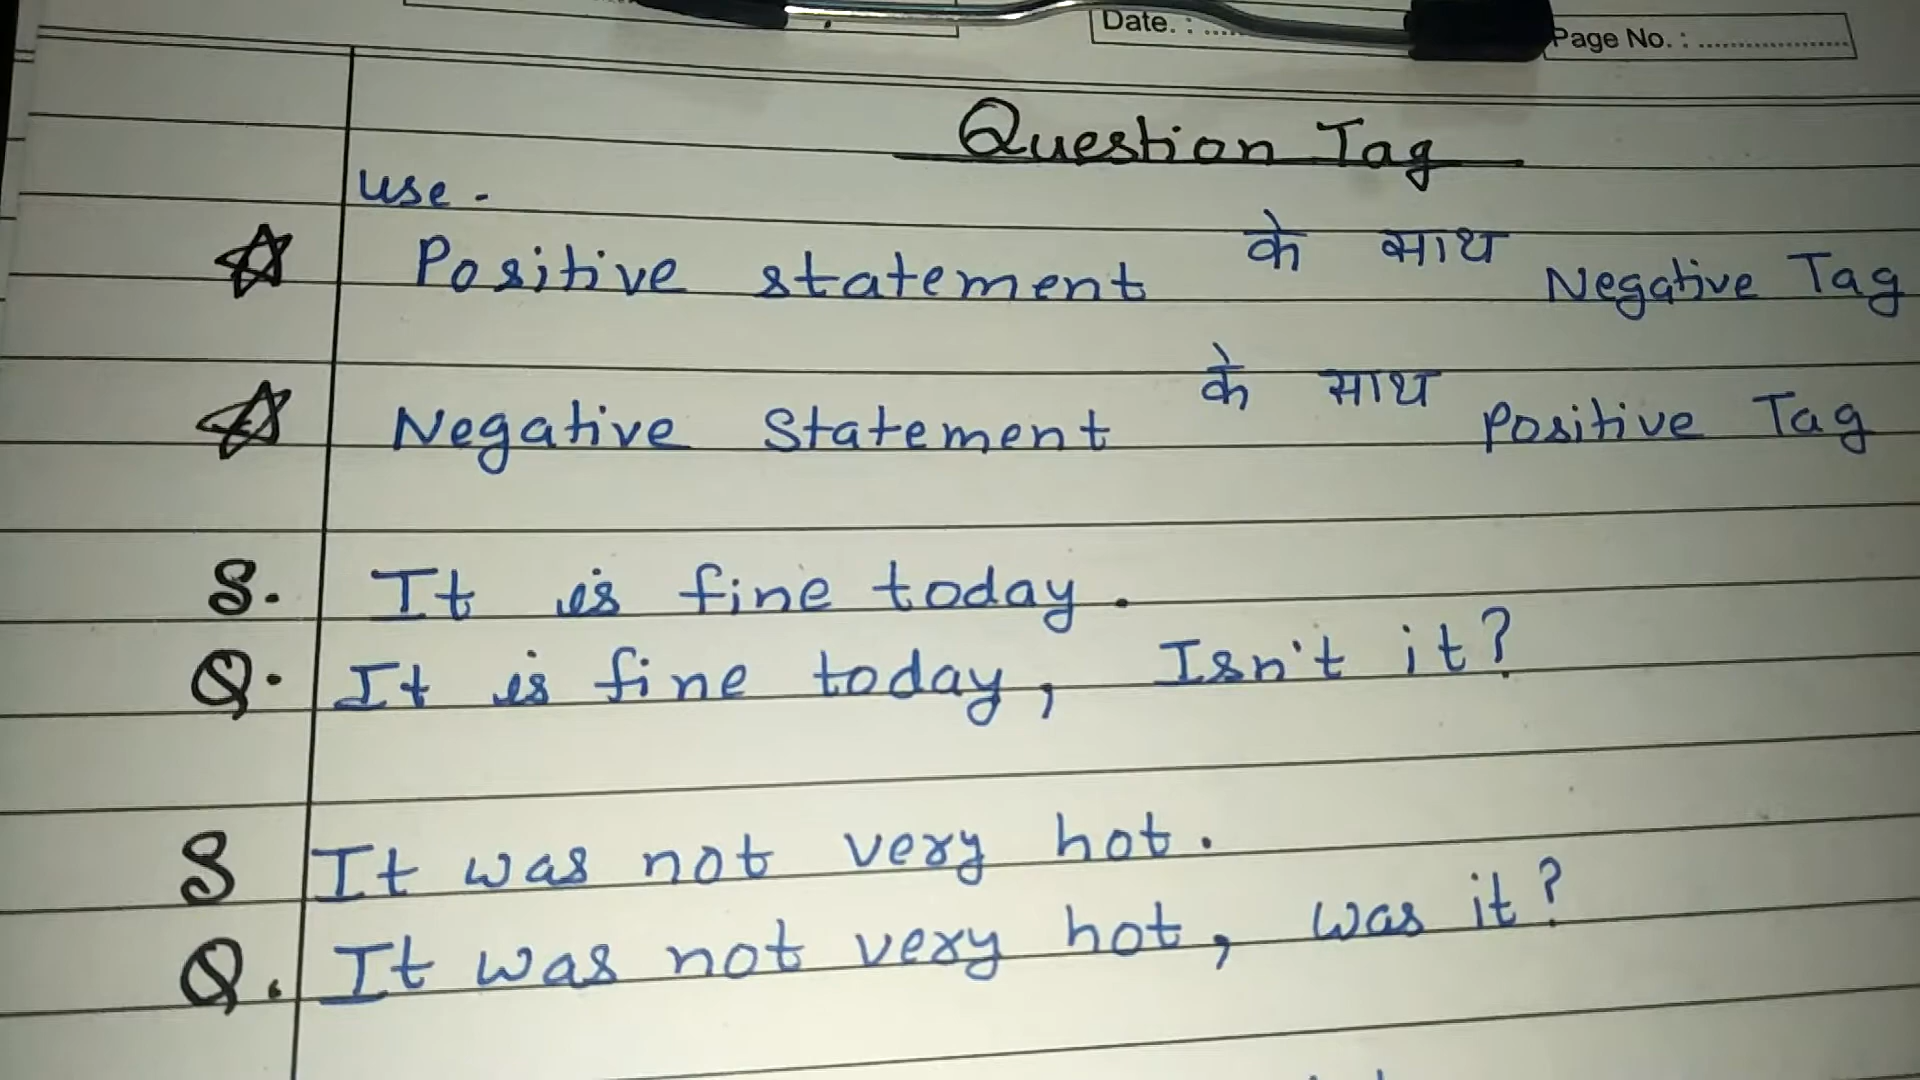 Date. : ......
Page No. : ......................
Question Tag
use -
Positive statement के साथ Negative Tag
Negative Statement के साथ Positive Tag
S. It is fine today.
Q. It is fine today, Isn't it?
S It was not very hot.
Q. It was not very hot, was it?